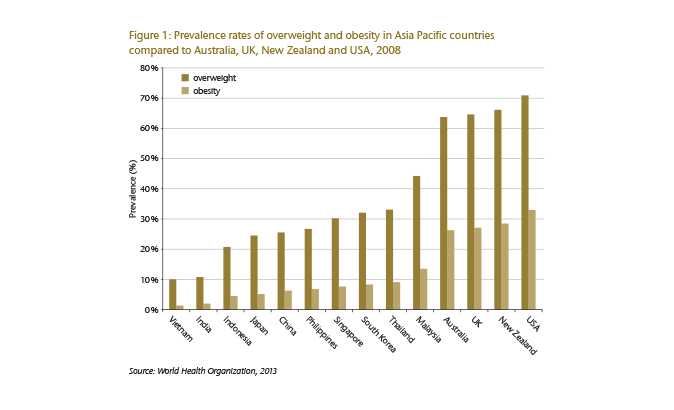 Figure 1: Prevalence rates of overweight and obesity in Asia Pacific countries
compared to Australia, UK, New Zealand and USA, 2008
80%
overweight
obesity
70%
60%
50%
40%
30%
20%
10%
0%
Prevalence (%)
Vietnam
India
Indonesia
Japan
China
Philippines
Singapore
South Korea
Thailand
Malaysia
Australia
UK
New Zealand
USA
Source: World Health Organization, 2013